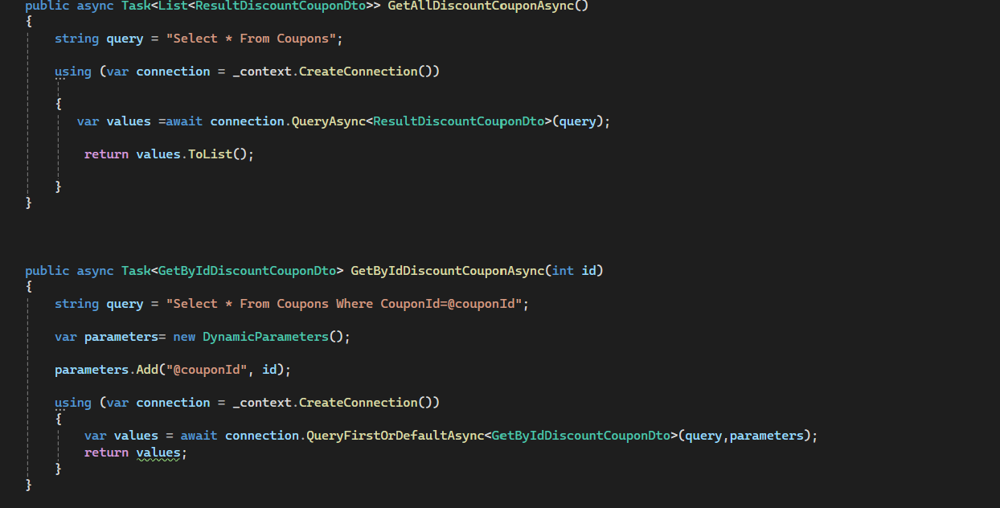 public async Task<List<ResultDiscountCouponDto>> GetAllDiscountCouponAsync()
{
string query = "Select * From Coupons";
using (var connection = _context.CreateConnection())
{
var values =await connection.QueryAsync<ResultDiscountCouponDto>(query);
return values.ToList();
}
}
public async Task<GetByIdDiscountCouponDto> GetByIdDiscountCouponAsync(int id)
{
string query = "Select * From Coupons Where CouponId=@couponId";
var parameters= new DynamicParameters();
parameters.Add("@couponId", id);
using (var connection = _context.CreateConnection())
{
var values = await connection.QueryFirstOrDefaultAsync<GetByIdDiscountCouponDto>(query,parameters);
return values;
}
}